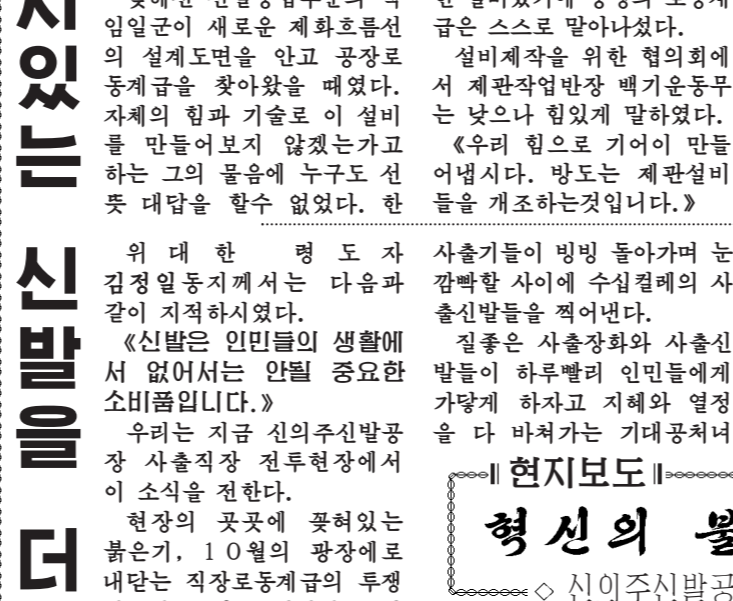 지있는 신발을 더
임일군이 새로운 제화흐름선
의 설계도면을 안고 공장로
동계급을 찾아왔을 때였다.
자체의 힘과 기술로 이 설비
를 만들어보지 않겠는가고
하는 그의 물음에 누구도 선
뜻 대답을 할수 없었다. 한
급은 스스로 말아나섰다.
설비제작을 위한 협의회에
서 제관작업반장 백기운동무
는 낮으나 힘있게 말하였다.
《우리 힘으로 기어이 만들
어냅시다. 방도는 제관설비
들을 개조하는것입니다.》
위대한 령도자
김정일동지께서는 다음과
같이 지적하시였다.
《신발은 인민들의 생활에
서 없어서는 안될 중요한
소비품입니다.》
우리는 지금 신의주신발공
장 사출직장 전투현장에서
이 소식을 전한다.
현장의 곳곳에 꽂혀있는
붉은기, 10월의 광장에로
내닫는 직장로동계급의 투쟁
사출기들이 빙빙 돌아가며 눈
깜빡할 사이에 수십컬레의 사
출신발들을 찍어낸다.
질좋은 사출장화와 사출신
발들이 하루빨리 인민들에게
가닿게 하자고 지혜와 열정
을 다 바쳐가는 기대공처녀
현지보도
혁신의 불
◇ 신의주신발공